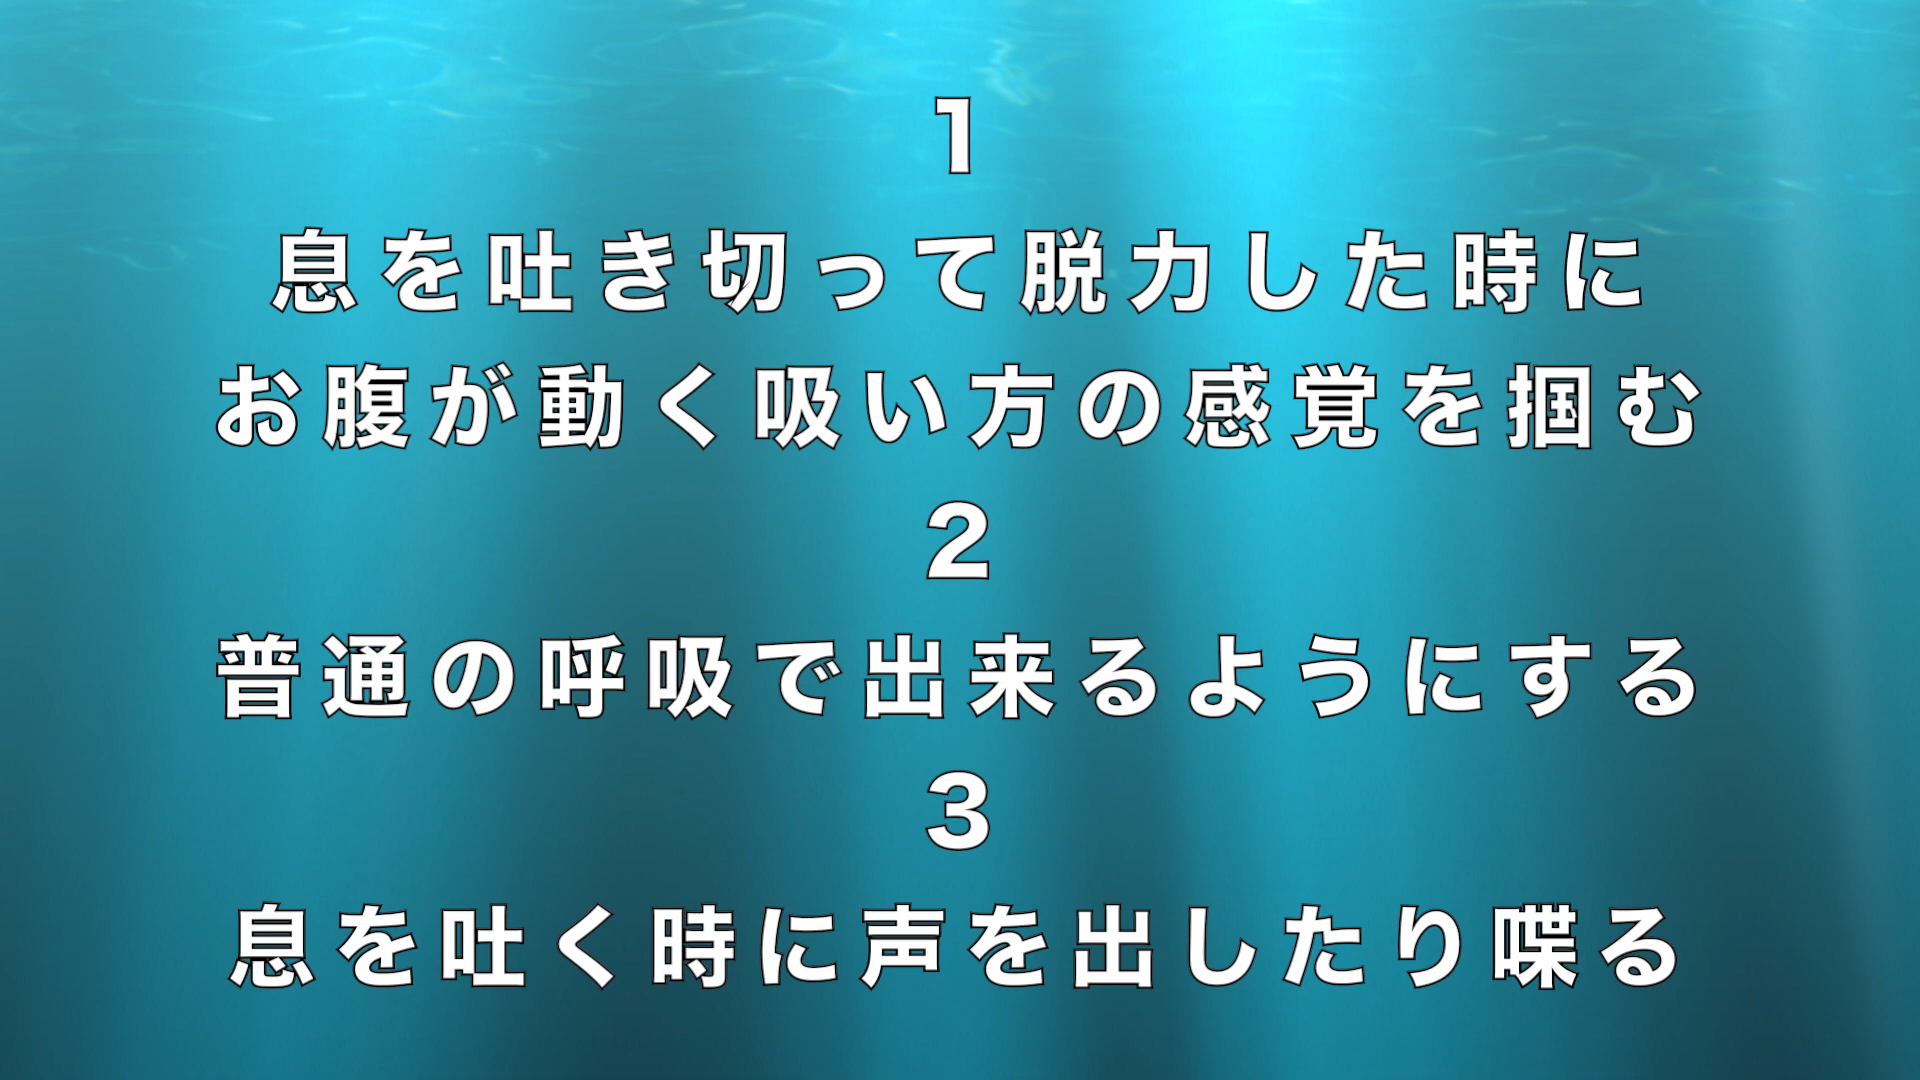 1
息を吐き切って脱力した時に
お腹が動く吸い方の感覚を掴む
2
普通の呼吸で出来るようにする
3
息を吐く時に声を出したり喋る